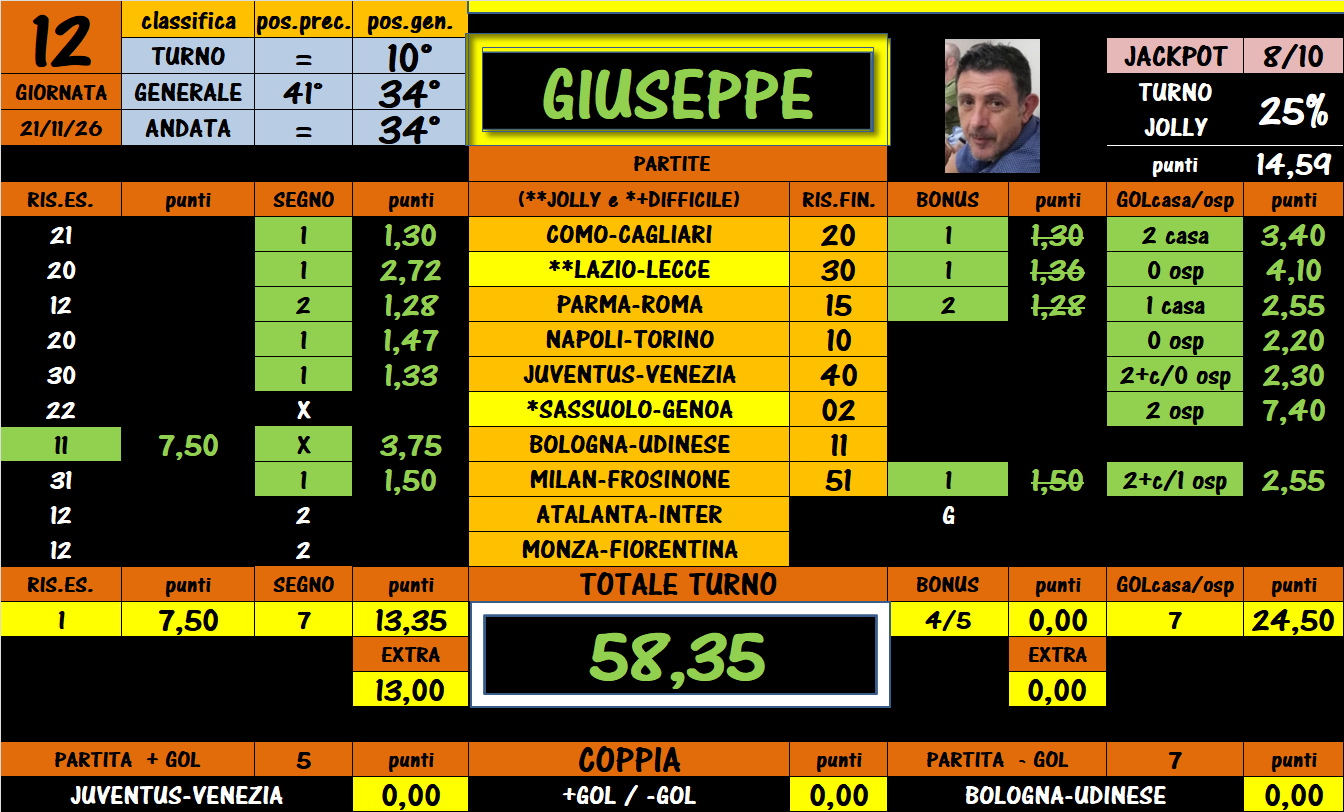 12 classifica pos.prec. pos.gen.
TURNO = 10° JACKPOT 8/10
GIORNATA GENERALE 41° 34° GIUSEPPE TURNO JOLLY 25%
21/11/26 ANDATA = 34°
PARTITE punti 14,59
RIS.ES. punti SEGNO punti (**JOLLY e *+DIFFICILE) RIS.FIN. BONUS punti GOLcasa/osp punti
21 1 1,30 COMO-CAGLIARI 20 1 1,30 2 casa 3,40
20 1 2,72 **LAZIO-LECCE 30 1 1,36 0 osp 4,10
12 2 1,28 PARMA-ROMA 15 2 1,28 1 casa 2,55
20 1 1,47 NAPOLI-TORINO 10 0 osp 2,20
30 1 1,33 JUVENTUS-VENEZIA 40 2+c/0 osp 2,30
22 X *SASSUOLO-GENOA 02 2 osp 7,40
11 7,50 X 3,75 BOLOGNA-UDINESE 11
31 1 1,50 MILAN-FROSINONE 51 1 1,50 2+c/1 osp 2,55
12 2 ATALANTA-INTER G
12 2 MONZA-FIORENTINA
RIS.ES. punti SEGNO punti TOTALE TURNO BONUS punti GOLcasa/osp punti
1 7,50 7 13,35 4/5 0,00 7 24,50
EXTRA 58,35 EXTRA
13,00 0,00
PARTITA + GOL 5 punti COPPIA punti PARTITA - GOL 7 punti
JUVENTUS-VENEZIA 0,00 +GOL / -GOL 0,00 BOLOGNA-UDINESE 0,00